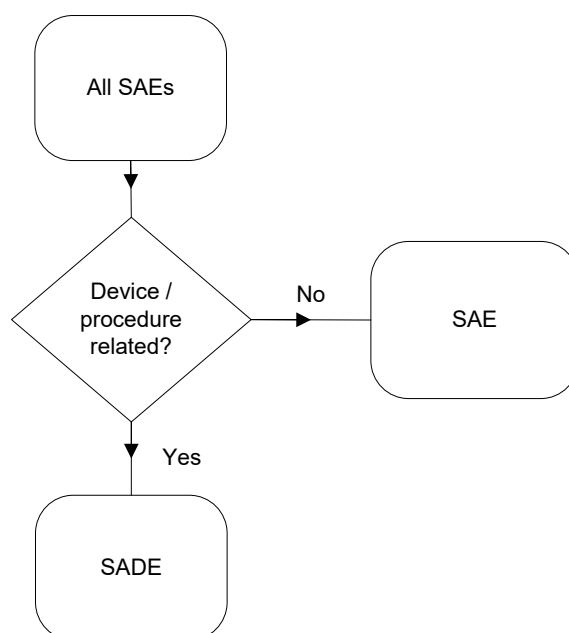 All SAEs
Device /
procedure
related?
No
SAE
Yes
SADE